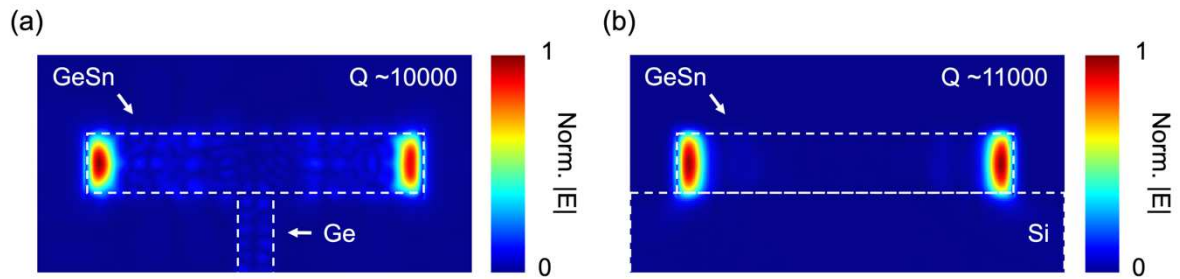 (a)
GeSn
Q ~10000
Ge
1
Norm. |E|
0
(b)
GeSn
Q ~11000
Si
1
Norm. |E|
0